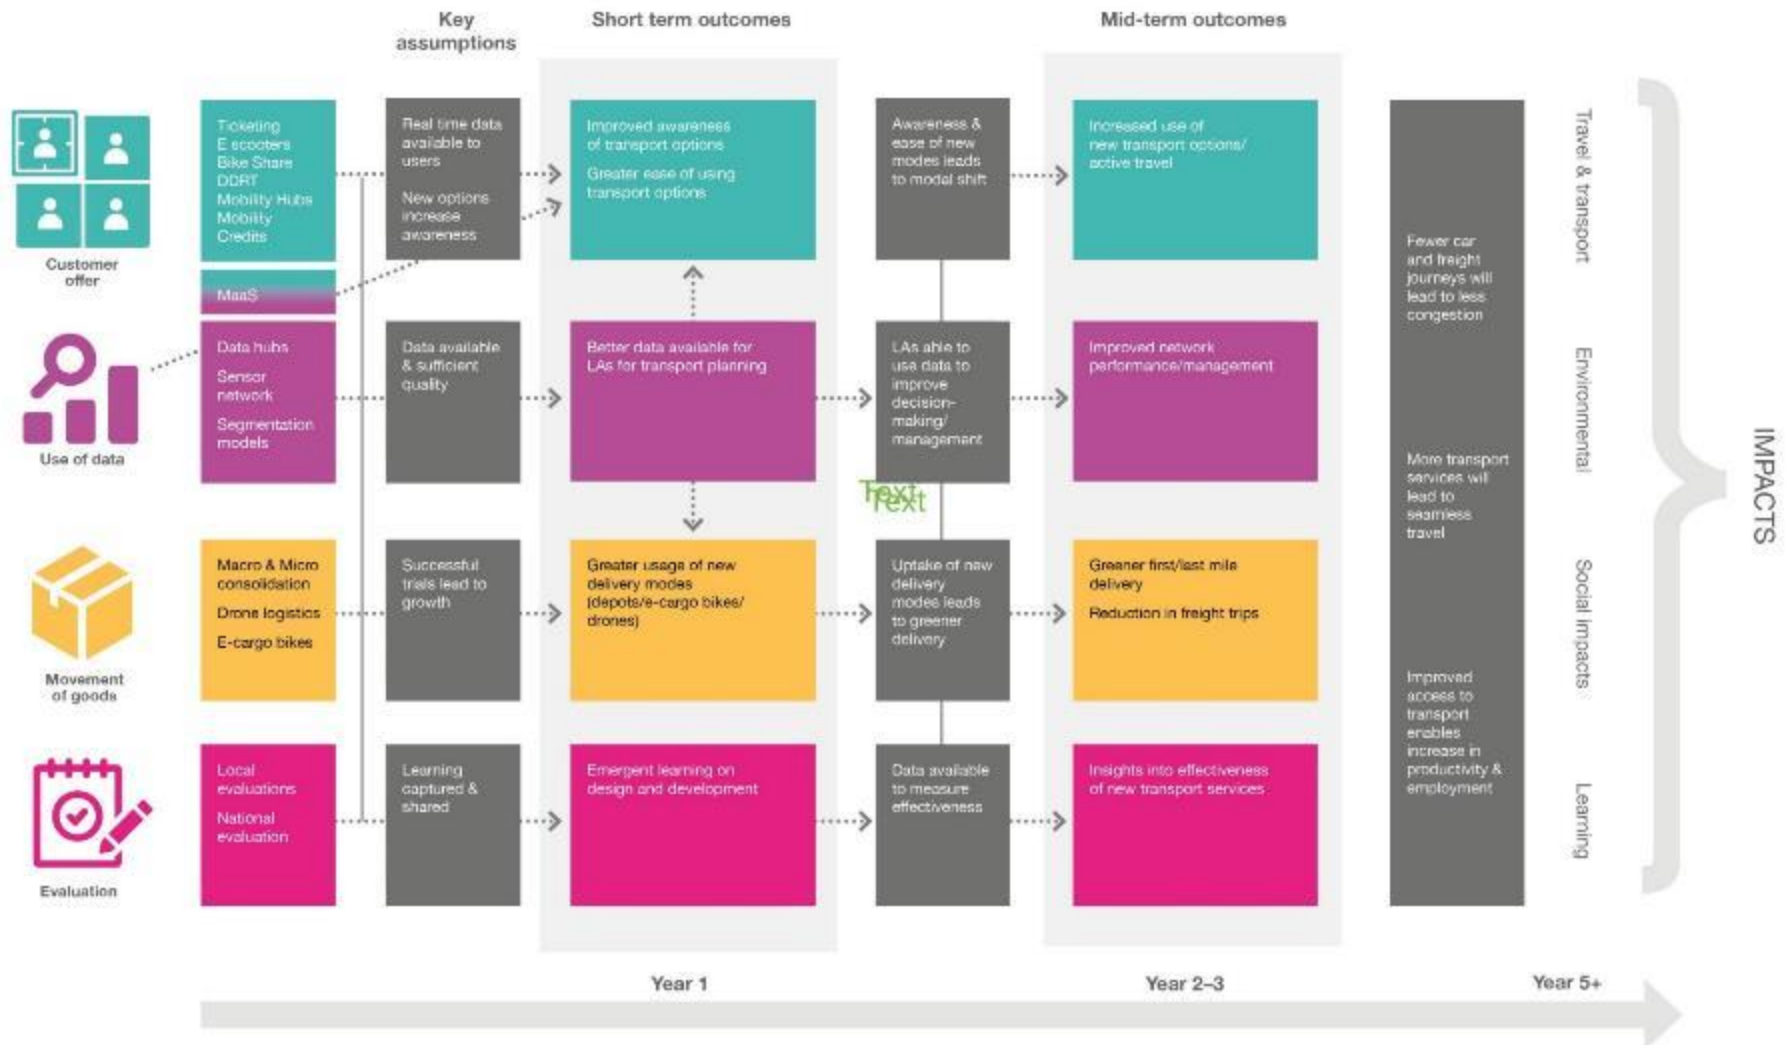 Key
assumptions
Short term outcomes
Mid-term outcomes
Customer
offer
Ticketing
E scooters
Bike Share
DDRT
Mobility Hubs
Mobility
Credits
MaaS
Real time data
available to
users
New options
increase
awareness
Improved awareness
of transport options
Greater ease of using
transport options
Awareness &
ease of new
modes leads
to modal shift
Increased use of
new transport options/
active travel
Use of data
Data hubs
Sensor
network
Segmentation
models
Data available
& sufficient
quality
Better data available for
LAs for transport planning
LAs able to
use data to
improve
decision-
making/
management
Improved network
performance/management
Text
Text
Movement
of goods
Macro & Micro
consolidation
Drone logistics
E-cargo bikes
Successful
trials lead to
growth
Greater usage of new
delivery modes
(depots/e-cargo bikes/
drones)
Uptake of new
delivery
modes leads
to greener
delivery
Greener first/last mile
delivery
Reduction in freight trips
Evaluation
Local
evaluations
National
evaluation
Learning
captured &
shared
Emergent learning on
design and development
Data available
to measure
effectiveness
Insights into effectiveness
of new transport services
Fewer car
and freight
journeys will
lead to less
congestion
More transport
services will
lead to
seamless
travel
Improved
access to
transport
enables
increase in
productivity &
employment
Travel & transport
Environmental
Social impacts
Learning
IMPACTS
Year 1
Year 2–3
Year 5+